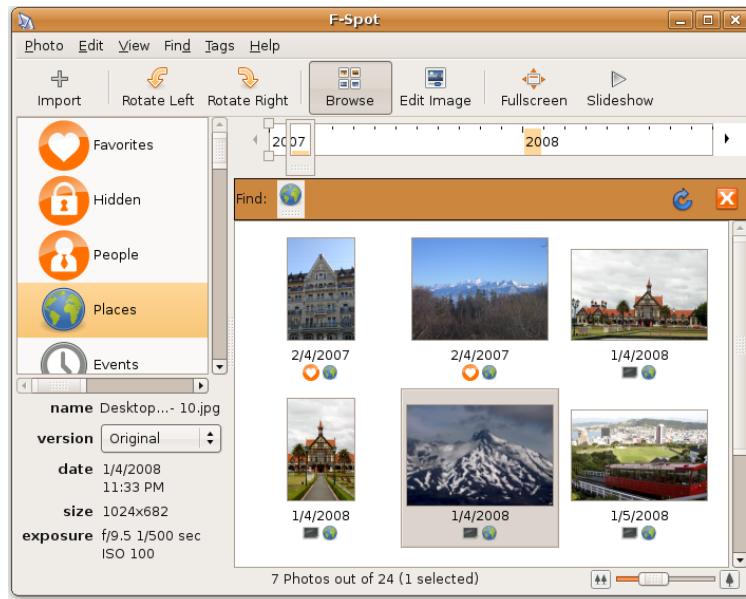 F-Spot
Photo Edit View Find Tags Help
Import Rotate Left Rotate Right Browse Edit Image Fullscreen Slideshow
Favorites
Hidden
People
Places
Events
2007 2008
Find:
2/4/2007 2/4/2007 1/4/2008
1/4/2008 1/4/2008 1/5/2008
name Desktop...- 10.jpg
version Original
date 1/4/2008
11:33 PM
size 1024x682
exposure f/9.5 1/500 sec
ISO 100
7 Photos out of 24 (1 selected)